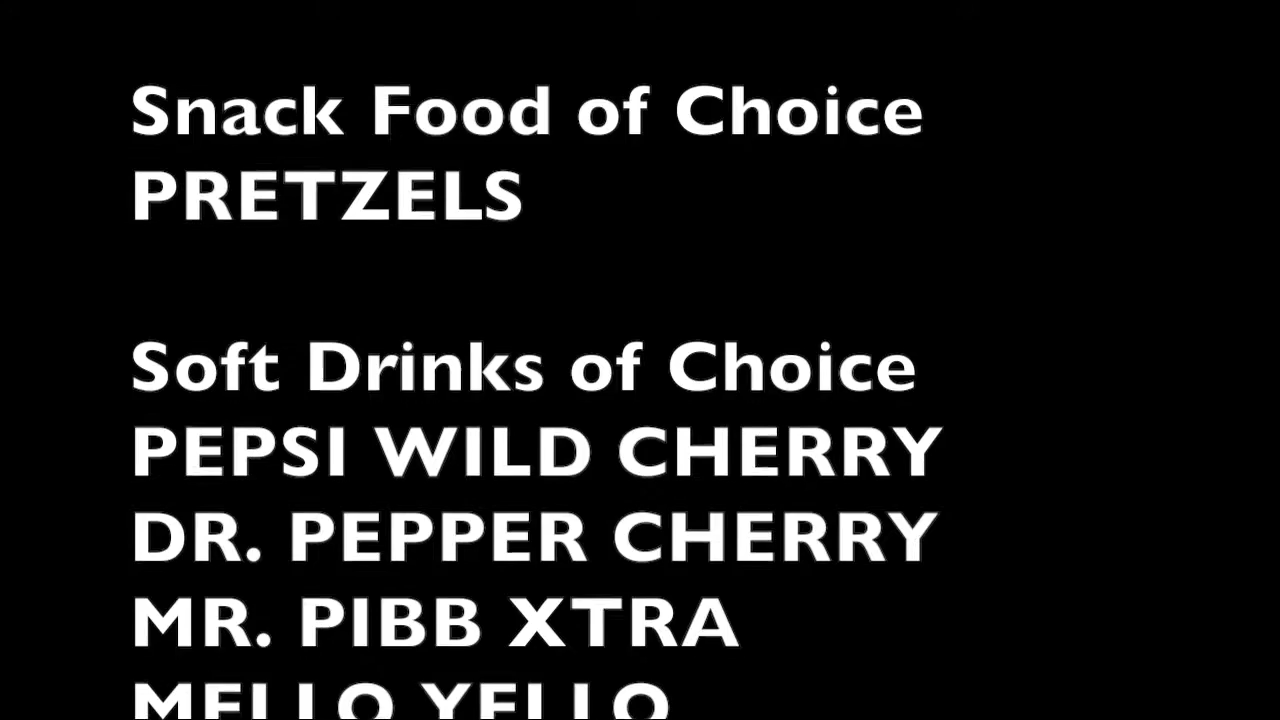 Snack Food of Choice
PRETZELS
Soft Drinks of Choice
PEPSI WILD CHERRY
DR. PEPPER CHERRY
MR. PIBB XTRA
MELLO YELLO